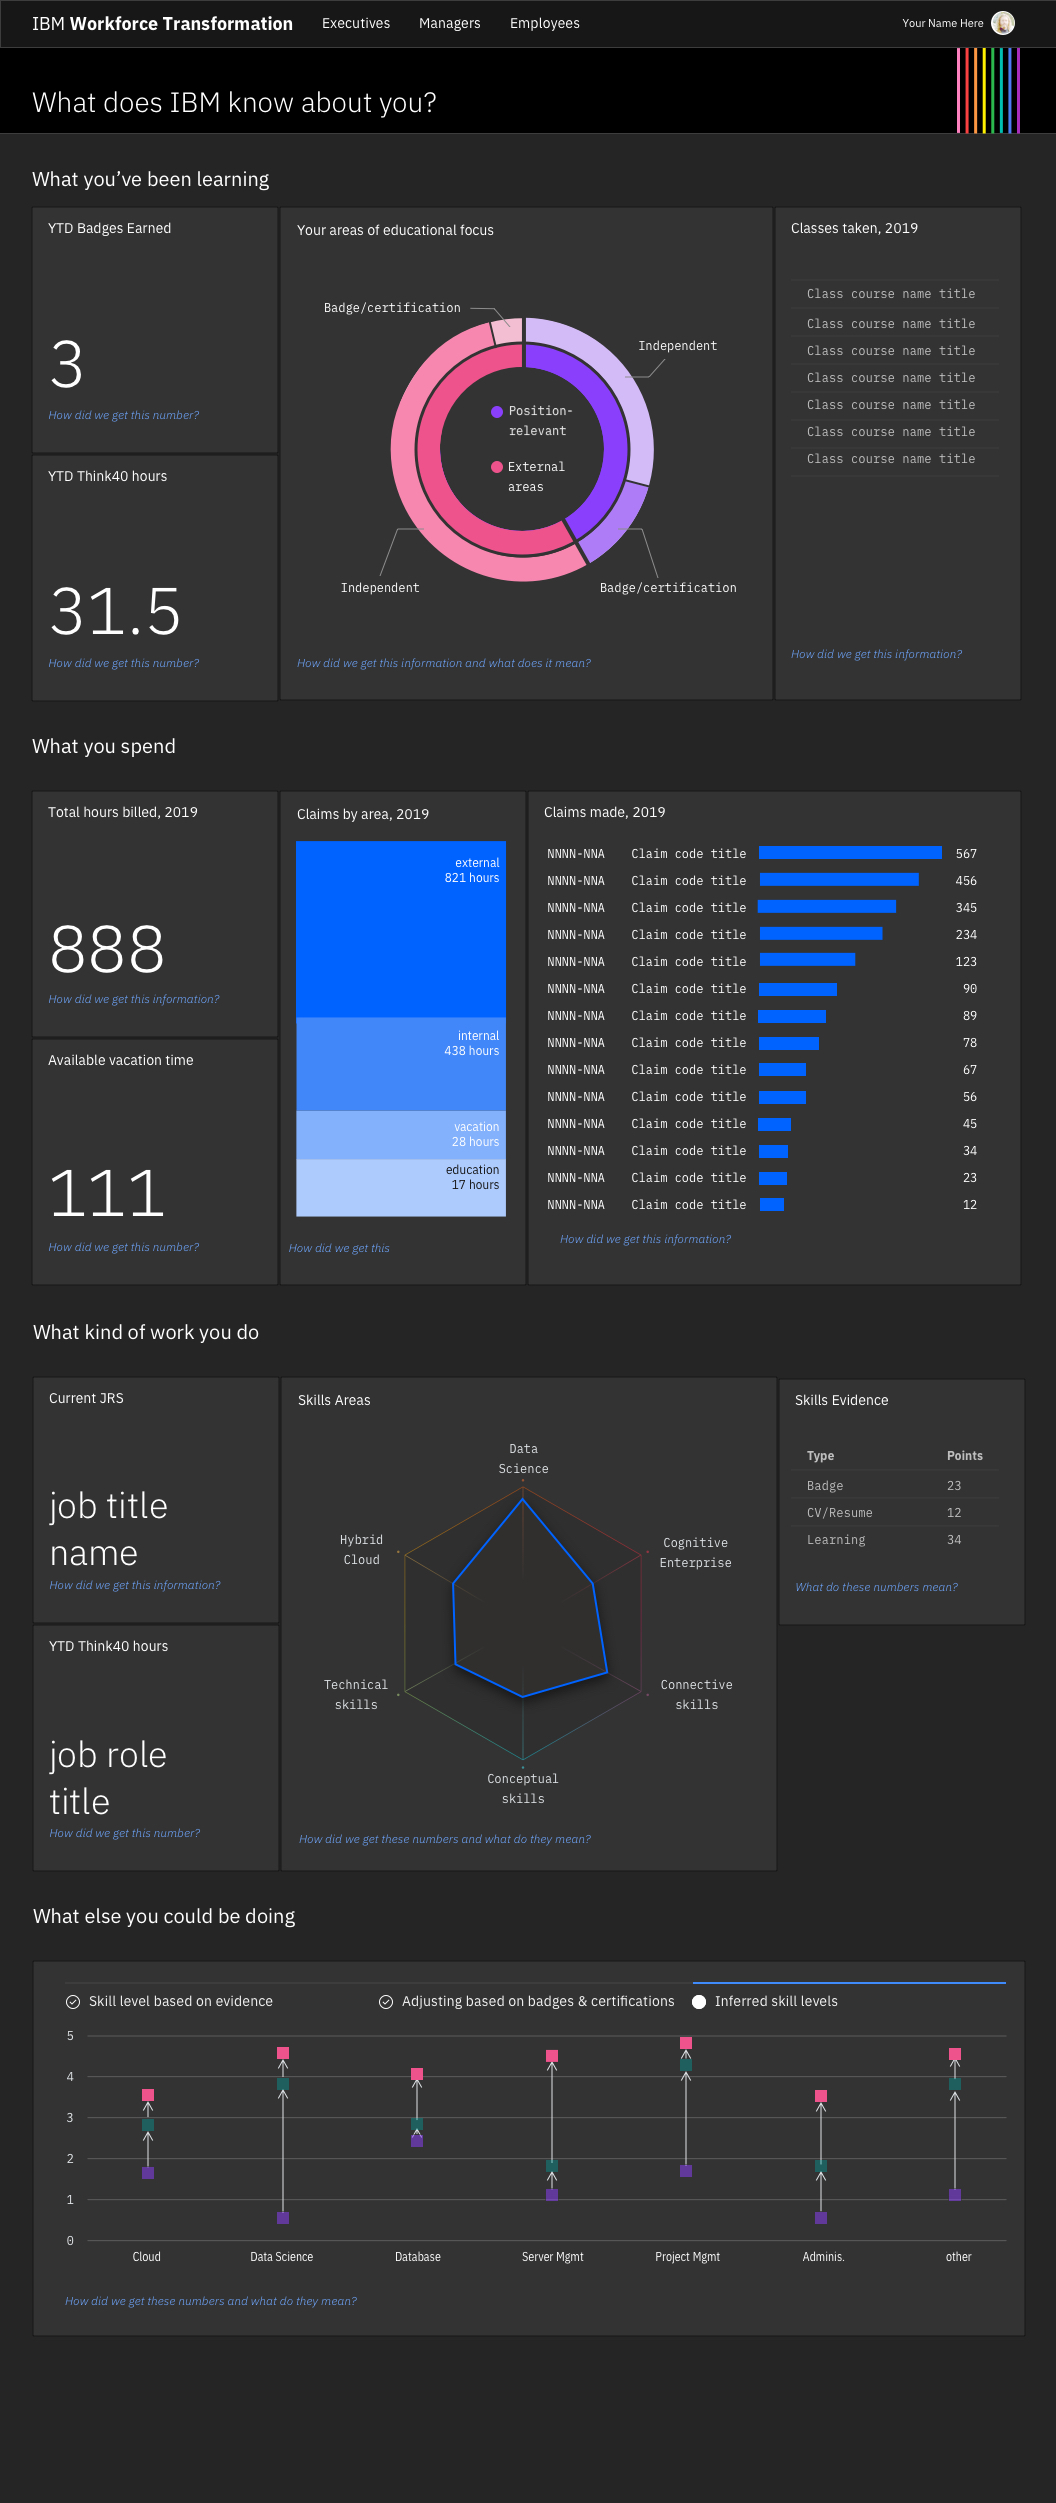 IBM Workforce Transformation Executives Managers Employees Your Name Here
What does IBM know about you?
What you’ve been learning
YTD Badges Earned
3
How did we get this number?
YTD Think40 hours
31.5
How did we get this number?
Your areas of educational focus
Badge/certification
Independent
Position-
relevant
External
areas
Independent
Badge/certification
How did we get this information and what does it mean?
Classes taken, 2019
Class course name title
Class course name title
Class course name title
Class course name title
Class course name title
Class course name title
Class course name title
How did we get this information?
What you spend
Total hours billed, 2019
888
How did we get this information?
Available vacation time
111
How did we get this number?
Claims by area, 2019
external
821 hours
internal
438 hours
vacation
28 hours
education
17 hours
How did we get this
Claims made, 2019
NNNN-NNA Claim code title 567
NNNN-NNA Claim code title 456
NNNN-NNA Claim code title 345
NNNN-NNA Claim code title 234
NNNN-NNA Claim code title 123
NNNN-NNA Claim code title 90
NNNN-NNA Claim code title 89
NNNN-NNA Claim code title 78
NNNN-NNA Claim code title 67
NNNN-NNA Claim code title 56
NNNN-NNA Claim code title 45
NNNN-NNA Claim code title 34
NNNN-NNA Claim code title 23
NNNN-NNA Claim code title 12
How did we get this information?
What kind of work you do
Current JRS
job title
name
How did we get this information?
YTD Think40 hours
job role
title
How did we get this number?
Skills Areas
Data
Science
Hybrid
Cloud
Cognitive
Enterprise
Technical
skills
Connective
skills
Conceptual
skills
How did we get these numbers and what do they mean?
Skills Evidence
Type Points
Badge 23
CV/Resume 12
Learning 34
What do these numbers mean?
What else you could be doing
Skill level based on evidence Adjusting based on badges & certifications Inferred skill levels
5
4
3
2
1
0
Cloud Data Science Database Server Mgmt Project Mgmt Adminis. other
How did we get these numbers and what do they mean?